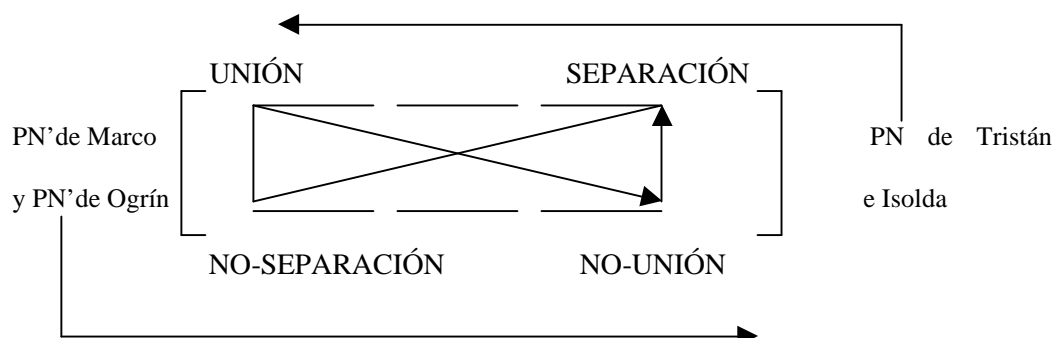 UNIÓN SEPARACIÓN
PN’de Marco PN de Tristán
y PN’de Ogrín e Isolda
NO-SEPARACIÓN NO-UNIÓN